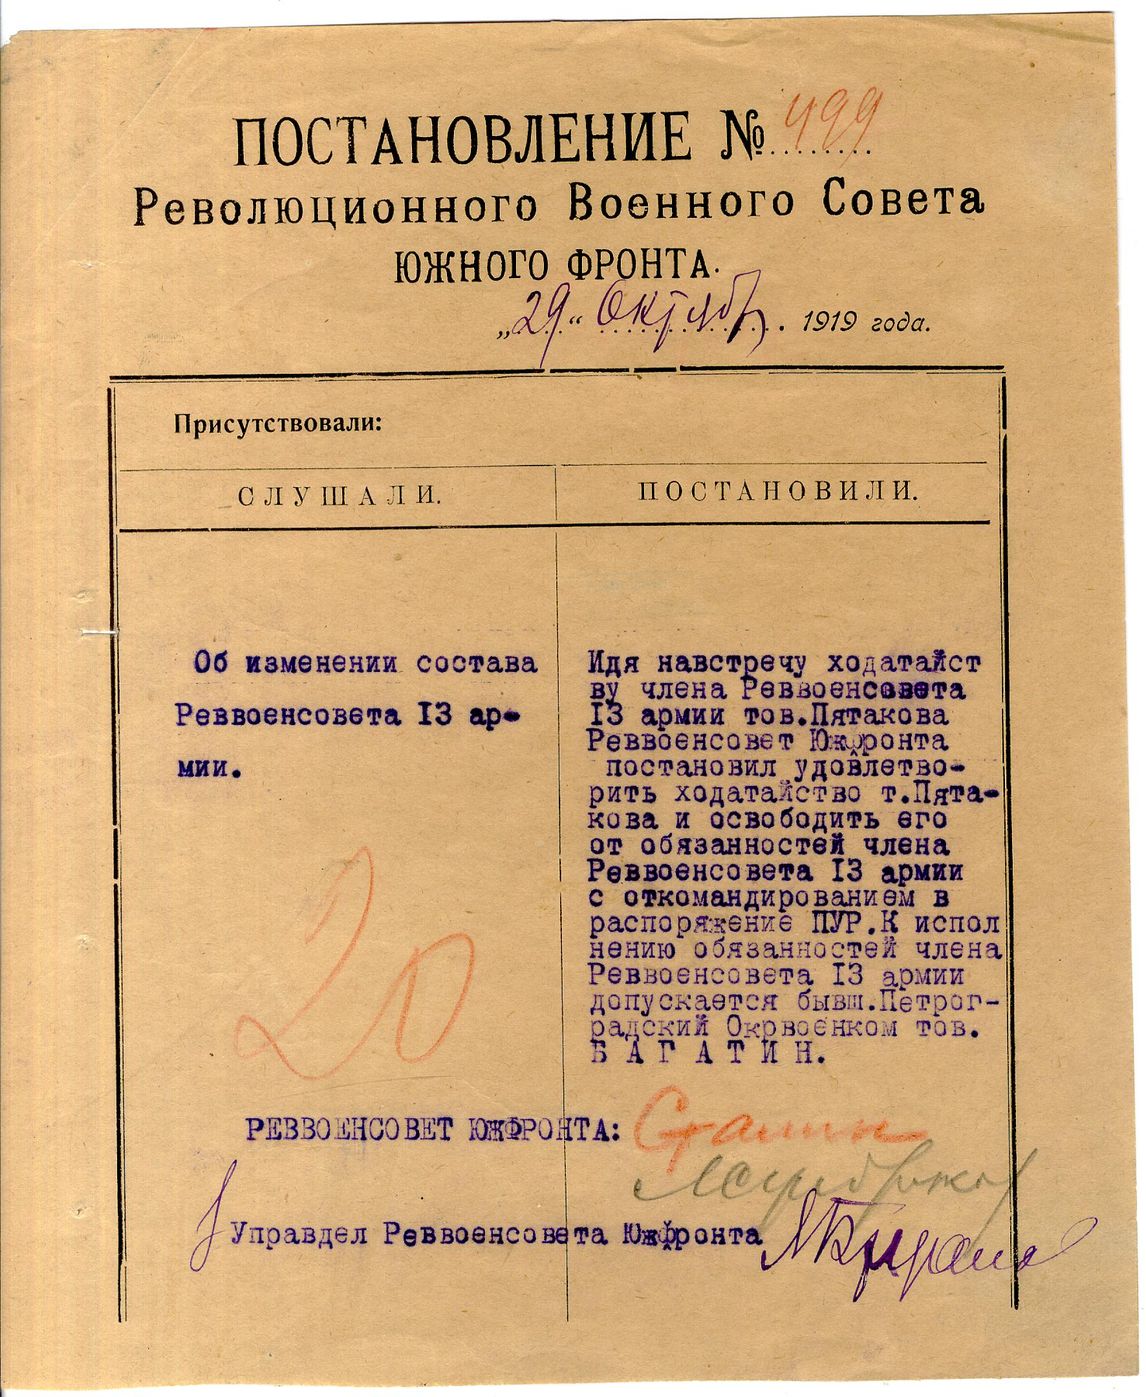 ПОСТАНОВЛЕНИЕ № 499
Революционного Военного Совета
ЮЖНОГО ФРОНТА.
„29“ Октябр 1919 года.
Присутствовали:
СЛУШАЛИ.
ПОСТАНОВИЛИ.
Об изменении состава
Реввоенсовета 13 ар-
мии.
Идя навстречу ходатайст
ву члена Реввоенсовета
13 армии тов.Пятакова
Реввоенсовет Южфронта
постановил удовлетво-
рить ходатайство т.Пята-
кова и освободить его
от обязанностей члена
Реввоенсовета 13 армии
с откомандированием в
распоряжение ПУР.К испол
нению обязанностей члена
Реввоенсовета 13 армии
допускается бывш.Петрог-
радский Окрвоенком тов.
БАГАТИН.
20
РЕВВОЕНСОВЕТ ЮЖФРОНТА: Сталин
Управдел Реввоенсовета Южфронта